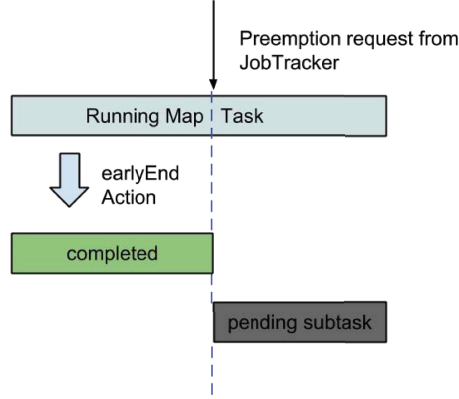 Preemption request from
JobTracker
Running Map Task
earlyEnd
Action
completed
pending subtask